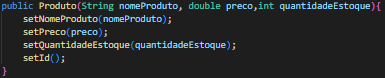 public Produto(String nomeProduto, double preco,int quantidadeEstoque){
    setNomeProduto(nomeProduto);
    setPreco(preco);
    setQuantidadeEstoque(quantidadeEstoque);
    setId();
}